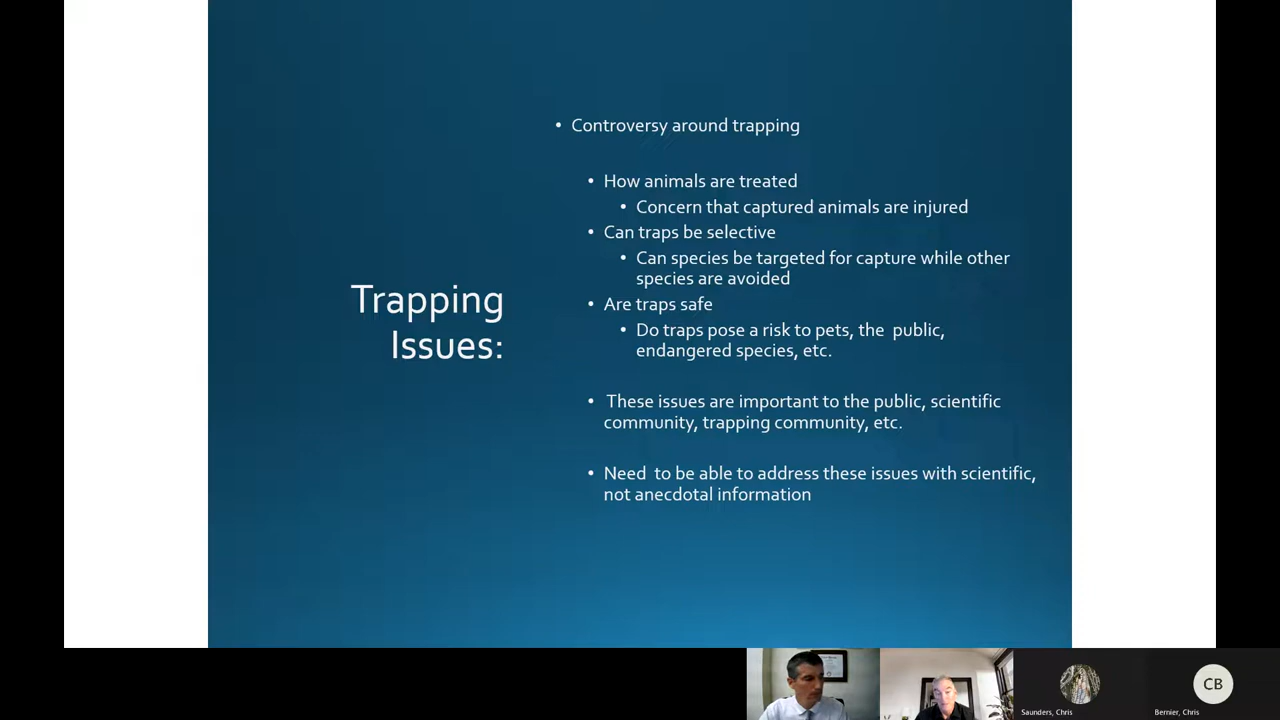 Trapping
Issues:
• Controversy around trapping
• How animals are treated
• Concern that captured animals are injured
• Can traps be selective
• Can species be targeted for capture while other
species are avoided
• Are traps safe
• Do traps pose a risk to pets, the public,
endangered species, etc.
• These issues are important to the public, scientific
community, trapping community, etc.
• Need to be able to address these issues with scientific,
not anecdotal information
CB
Saunders, Chris
Bernier, Chris